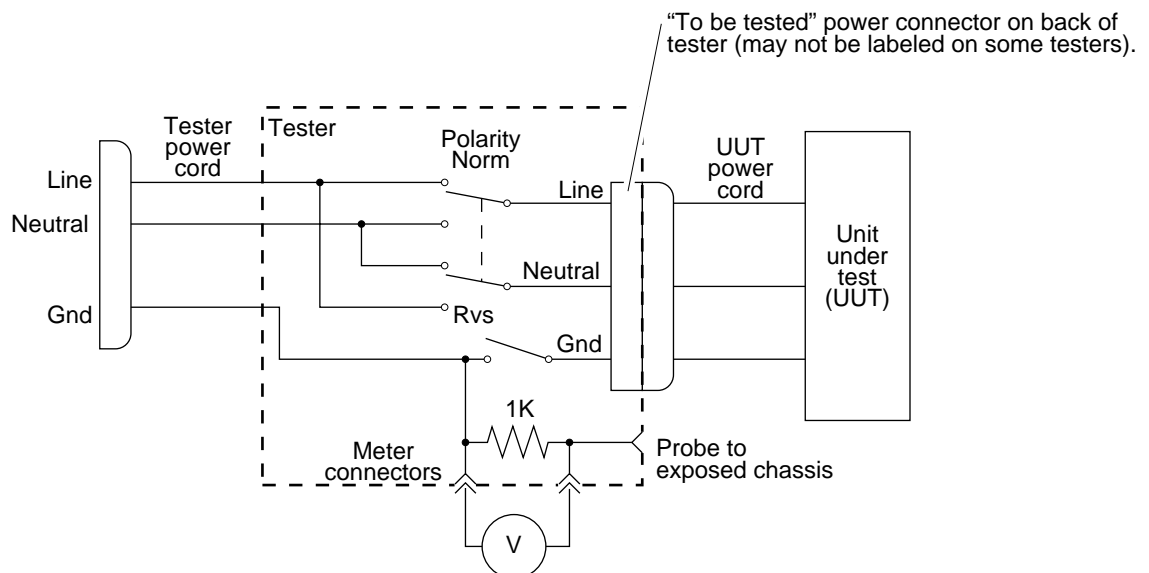 “To be tested” power connector on back of
tester (may not be labeled on some testers).
Tester
power
cord
Tester
Polarity
Norm
UUT
power
cord
Line
Line
Neutral
Unit
under
test
(UUT)
Neutral
Gnd
Rvs
Gnd
1K
Meter
connectors
Probe to
exposed chassis
V